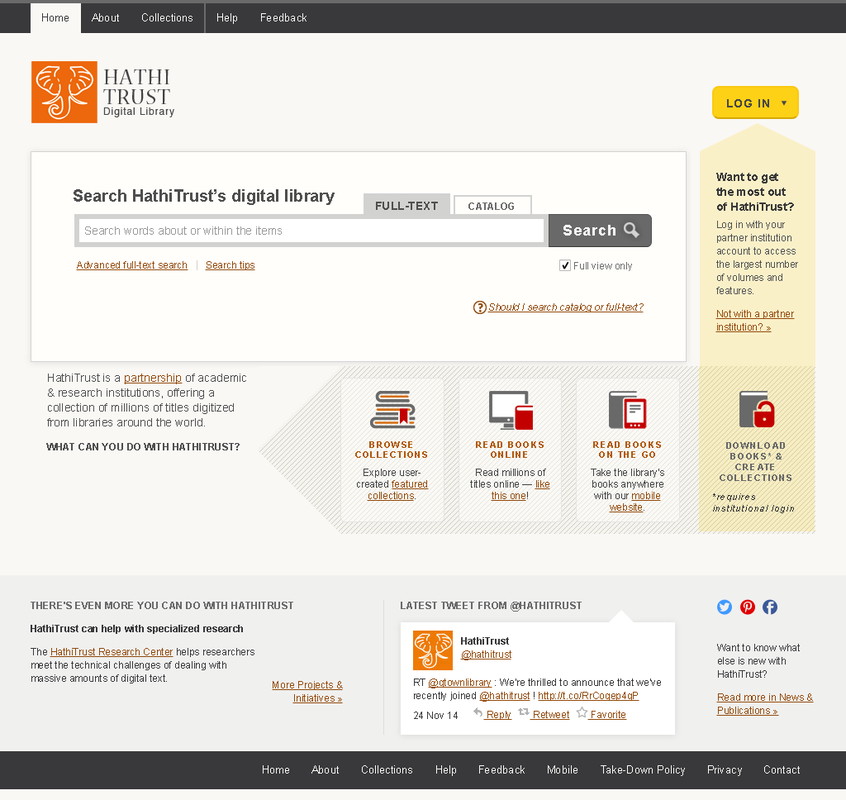 Home About Collections Help Feedback
HATHI
TRUST
Digital Library
LOG IN
Search HathiTrust's digital library
FULL-TEXT CATALOG
Search words about or within the items
Search
Advanced full-text search Search tips
Full view only
Should I search catalog or full-text?
Want to get
the most out
of HathiTrust?
Log in with your
partner institution
account to access
the largest number
of volumes and
features.
Not with a partner
institution? »
HathiTrust is a partnership of academic
& research institutions, offering a
collection of millions of titles digitized
from libraries around the world.
WHAT CAN YOU DO WITH HATHITRUST?
BROWSE
COLLECTIONS
Explore user-
created featured
collections.
READ BOOKS
ONLINE
Read millions of
titles online — like
this one!
READ BOOKS
ON THE GO
Take the library's
books anywhere
with our mobile
website.
DOWNLOAD
BOOKS* &
CREATE
COLLECTIONS
*requires
institutional login
THERE'S EVEN MORE YOU CAN DO WITH HATHITRUST
HathiTrust can help with specialized research
The HathiTrust Research Center helps researchers
meet the technical challenges of dealing with
massive amounts of digital text.
More Projects &
Initiatives »
LATEST TWEET FROM @HATHITRUST
HathiTrust
@hathitrust
RT @gtownlibrary : We're thrilled to announce that we've
recently joined @hathitrust ! http://t.co/RrCoqep4qP
24 Nov 14 Reply Retweet Favorite
Want to know what
else is new with
HathiTrust?
Read more in News &
Publications »
Home About Collections Help Feedback Mobile Take-Down Policy Privacy Contact